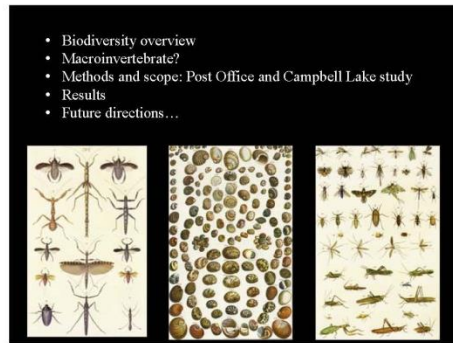 • Biodiversity overview
• Macroinvertebrate?
• Methods and scope: Post Office and Campbell Lake study
• Results
• Future directions…